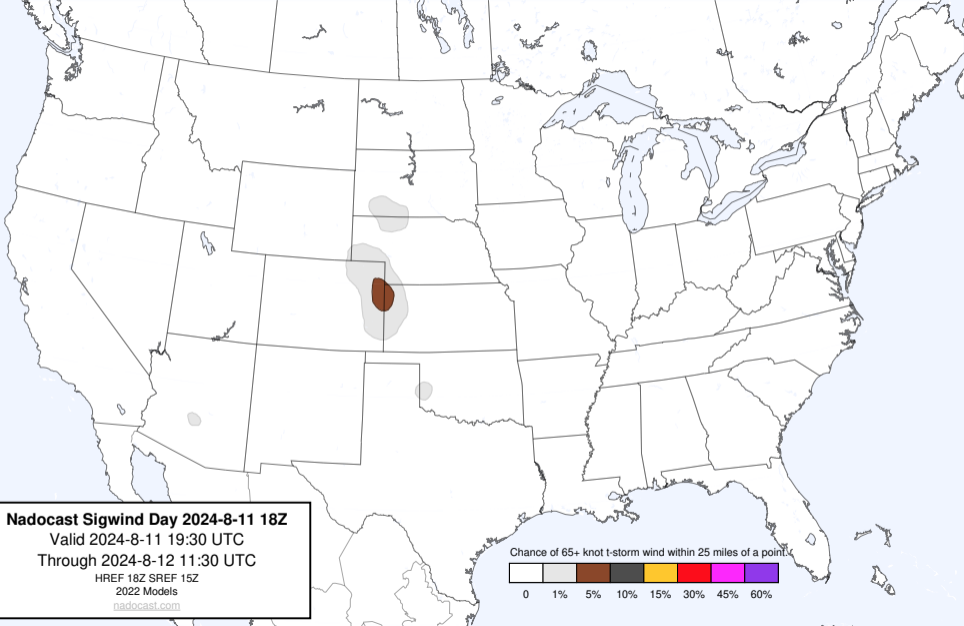 Nadocast Sigwind Day 2024-8-11 18Z
Valid 2024-8-11 19:30 UTC
Through 2024-8-12 11:30 UTC
HREF 18Z SREF 15Z
2022 Models
nadocast.com
Chance of 65+ knot t-storm wind within 25 miles of a point.
0 1% 5% 10% 15% 30% 45% 60%